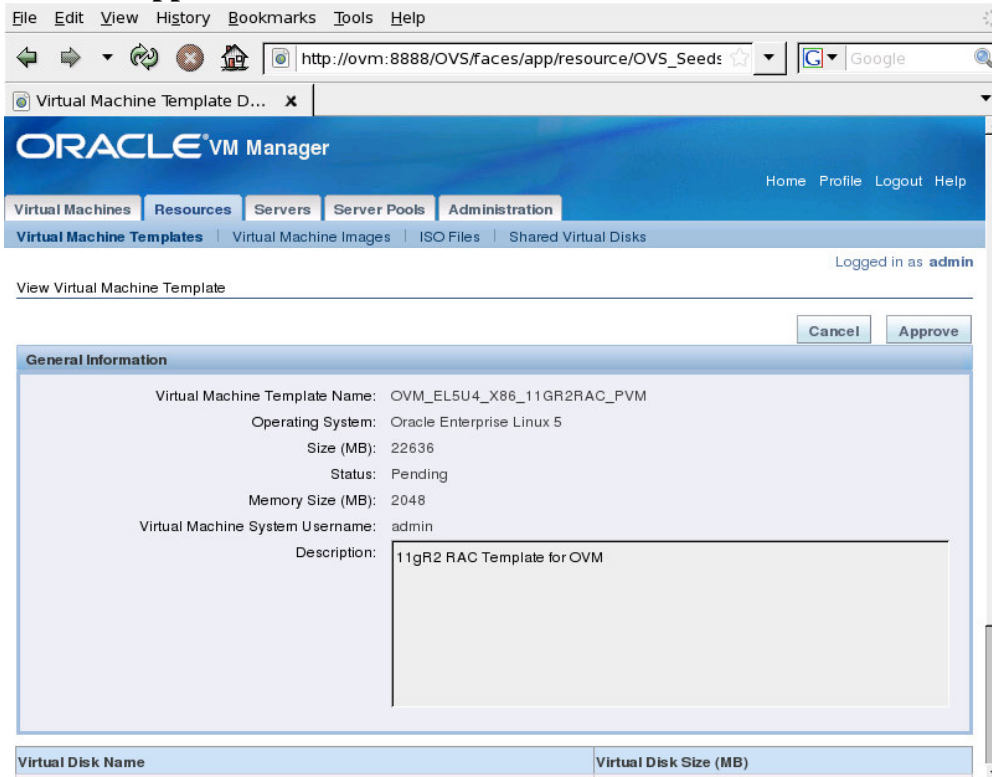 File Edit View History Bookmarks Tools Help
http://ovm:8888/OVS/faces/app/resource/OVS_Seeds G Google
Virtual Machine Template D... X
ORACLE VM Manager
Home Profile Logout Help
Virtual Machines Resources Servers Server Pools Administration
Virtual Machine Templates | Virtual Machine Images | ISO Files | Shared Virtual Disks
Logged in as admin
View Virtual Machine Template
Cancel Approve
General Information
Virtual Machine Template Name: OVM_EL5U4_X86_11GR2RAC_PVM
Operating System: Oracle Enterprise Linux 5
Size (MB): 22636
Status: Pending
Memory Size (MB): 2048
Virtual Machine System Username: admin
Description: 11gR2 RAC Template for OVM
Virtual Disk Name Virtual Disk Size (MB)